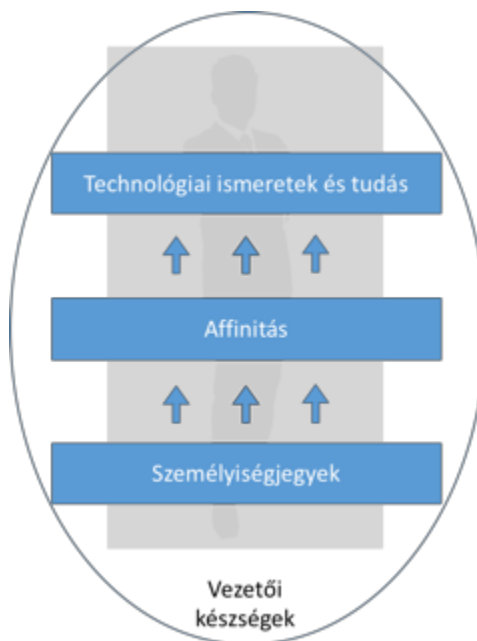 Technológiai ismeretek és tudás
Affinitás
Személyiségjegyek
Vezetői
készségek